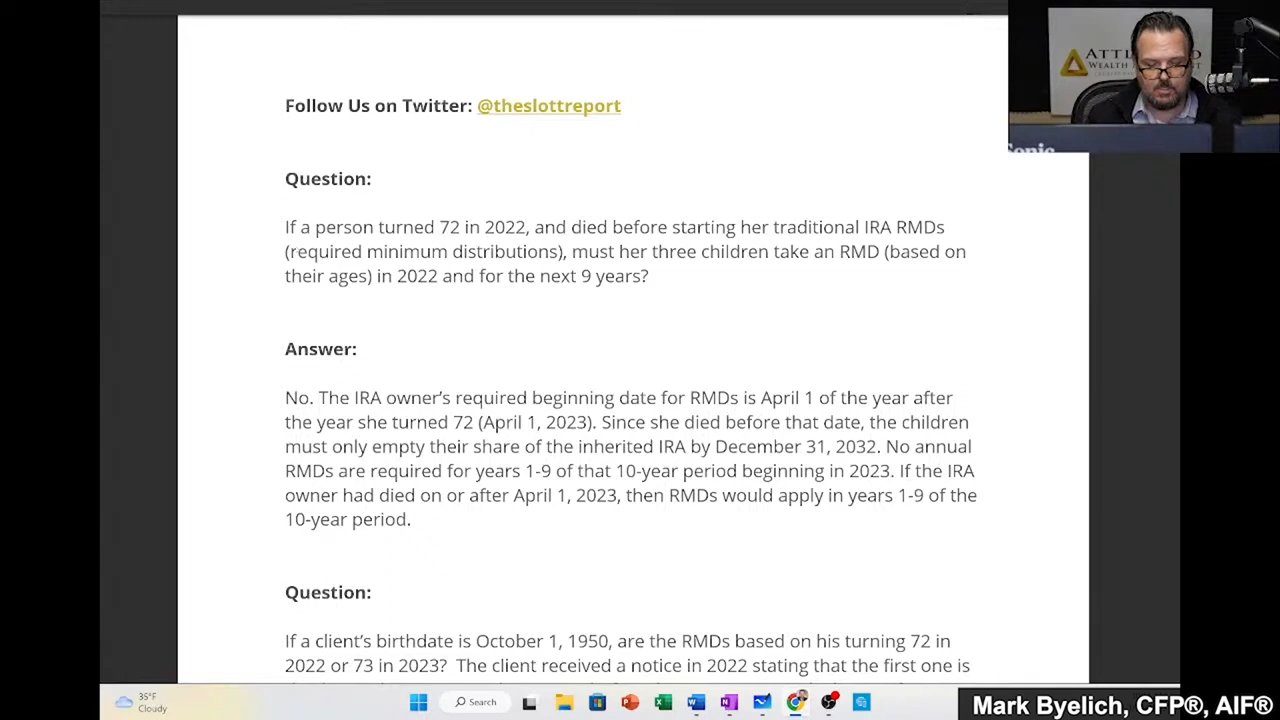 Follow Us on Twitter: @theslottreport
Question:
If a person turned 72 in 2022, and died before starting her traditional IRA RMDs
(required minimum distributions), must her three children take an RMD (based on
their ages) in 2022 and for the next 9 years?
Answer:
No. The IRA owner’s required beginning date for RMDs is April 1 of the year after
the year she turned 72 (April 1, 2023). Since she died before that date, the children
must only empty their share of the inherited IRA by December 31, 2032. No annual
RMDs are required for years 1-9 of that 10-year period beginning in 2023. If the IRA
owner had died on or after April 1, 2023, then RMDs would apply in years 1-9 of the
10-year period.
Question:
If a client’s birthdate is October 1, 1950, are the RMDs based on his turning 72 in
2022 or 73 in 2023? The client received a notice in 2022 stating that the first one is
35°F
Cloudy
Search
Mark Byelich, CFP®, AIF®